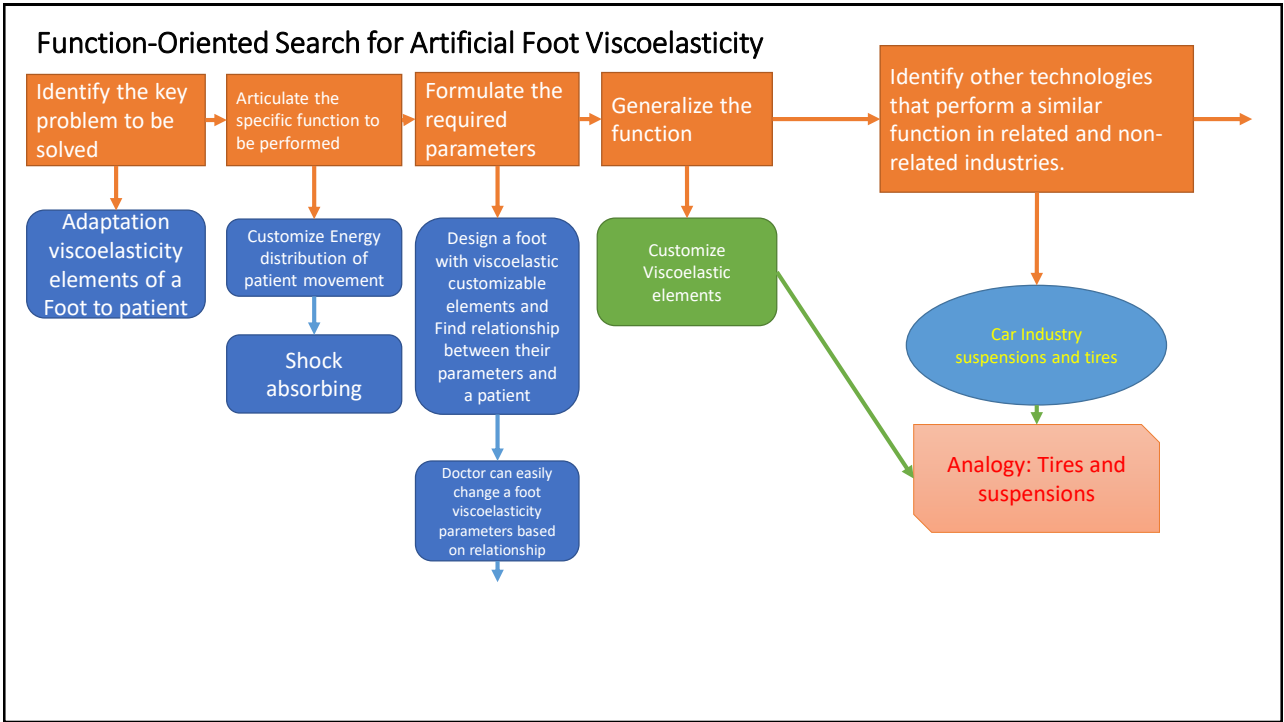 Function-Oriented Search for Artificial Foot Viscoelasticity
Identify the key
problem to be
solved
Articulate the
specific function to
be performed
Formulate the
required
parameters
Generalize the
function
Identify other technologies
that perform a similar
function in related and non-
related industries.
Adaptation
viscoelasticity
elements of a
Foot to patient
Customize Energy
distribution of
patient movement
Shock
absorbing
Design a foot
with viscoelastic
customizable
elements and
Find relationship
between their
parameters and
a patient
Doctor can easily
change a foot
viscoelasticity
parameters based
on relationship
Customize
Viscoelastic
elements
Car Industry
suspensions and tires
Analogy: Tires and
suspensions